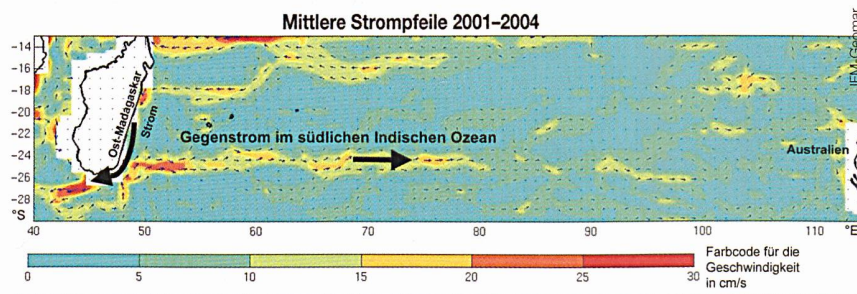 Mittlere Strompfeile 2001–2004
IFM-Geomar
−14
−16
−18
−20
−22
−24
−26
−28
°S
Ost-Madagaskar
Strom
Gegenstrom im südlichen Indischen Ozean
Australien
40 50 60 70 80 90 100 110 °E
0 5 10 15 20 25 30
Farbcode für die
Geschwindigkeit
in cm/s